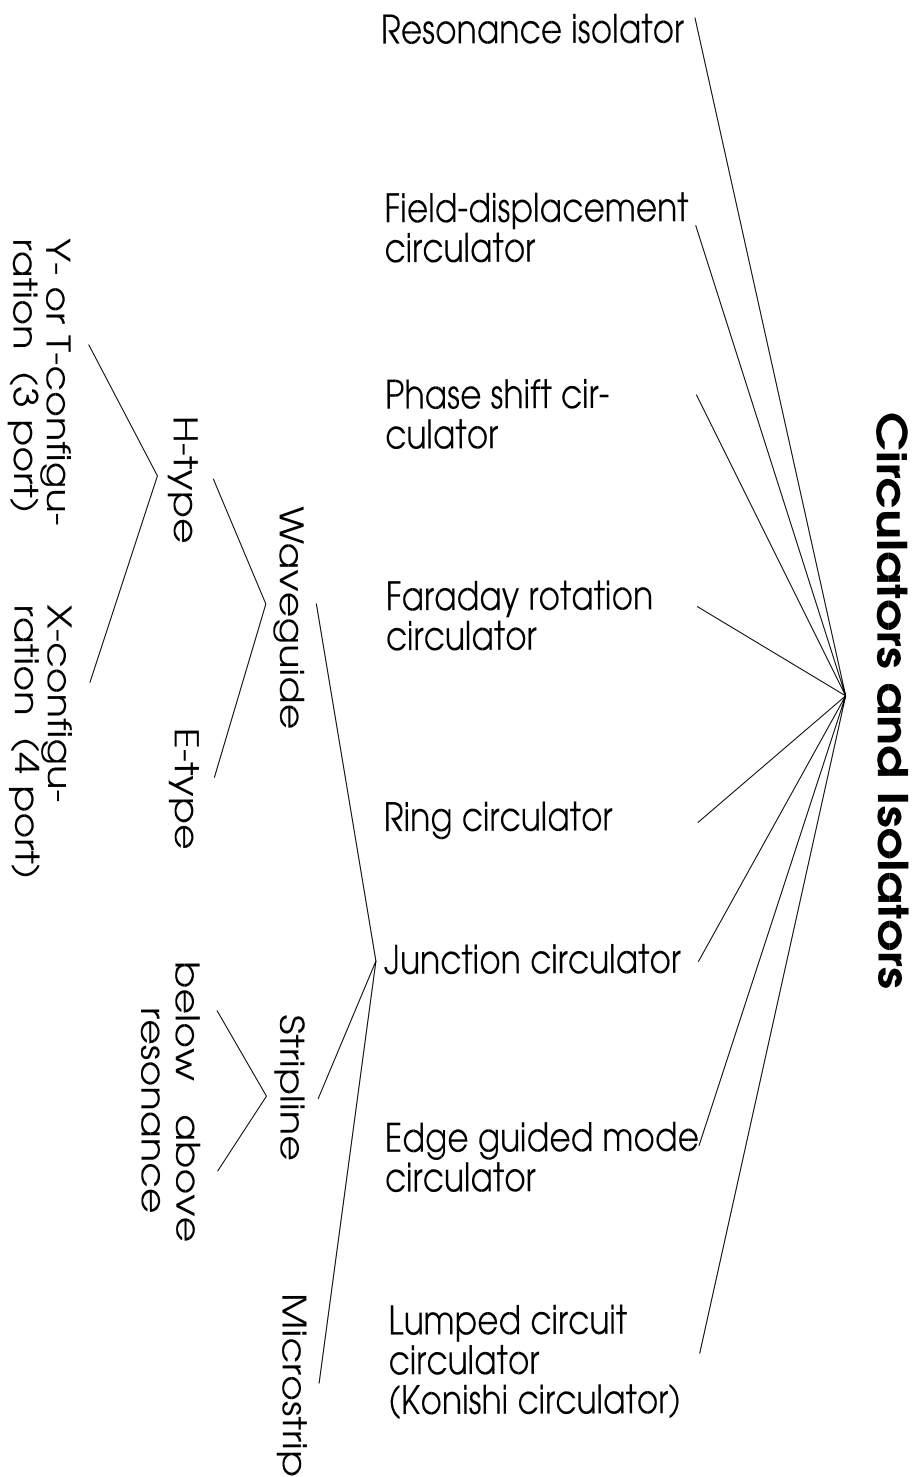 Circulators and Isolators
Resonance isolator
Field-displacement
circulator
Phase shift cir-
culator
Faraday rotation
circulator
Ring circulator
Junction circulator
Edge guided mode
circulator
Lumped circuit
circulator
(Konishi circulator)
Waveguide
Stripline
Microstrip
H-type
E-type
below above
resonance
Y- or T-configu-
ration (3 port)
X-configu-
ration (4 port)